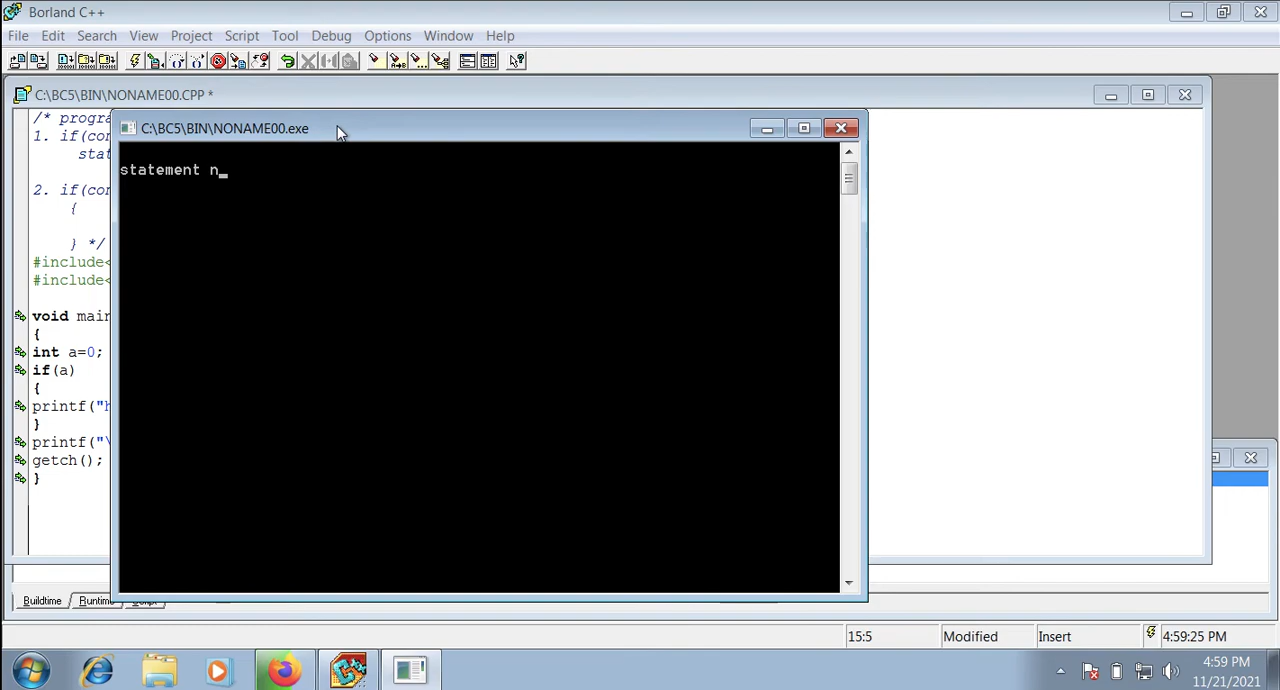 Borland C++
File Edit Search View Project Script Tool Debug Options Window Help
C:\BC5\BIN\NONAME00.CPP *
/* progra
C:\BC5\BIN\NONAME00.exe
1. if(con
stat
statement n
2. if(con
{
} */
#include<
#include<
void main
{
int a=0;
if(a)
{
printf("h
}
printf("\
getch();
}
Buildtime Runtime Script
15:5 Modified Insert 4:59:25 PM
4:59 PM
11/21/2021